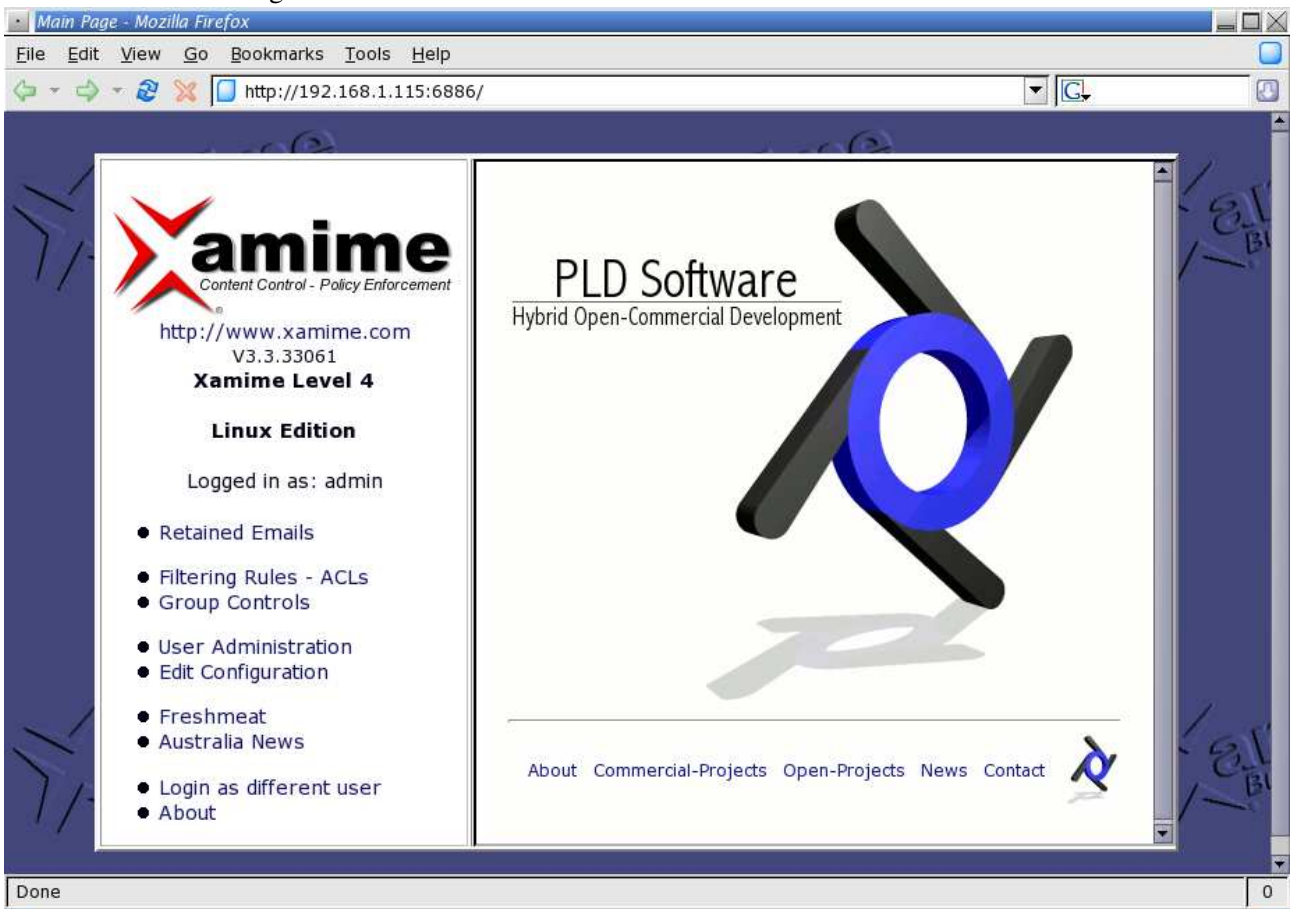 Main Page - Mozilla Firefox
File Edit View Go Bookmarks Tools Help
http://192.168.1.115:6886/
G
Xamime
Content Control - Policy Enforcement
®
http://www.xamime.com
V3.3.33061
Xamime Level 4
Linux Edition
Logged in as: admin
Retained Emails
Filtering Rules - ACLs
Group Controls
User Administration
Edit Configuration
Freshmeat
Australia News
Login as different user
About
PLD Software
Hybrid Open-Commercial Development
About Commercial-Projects Open-Projects News Contact
Done
0